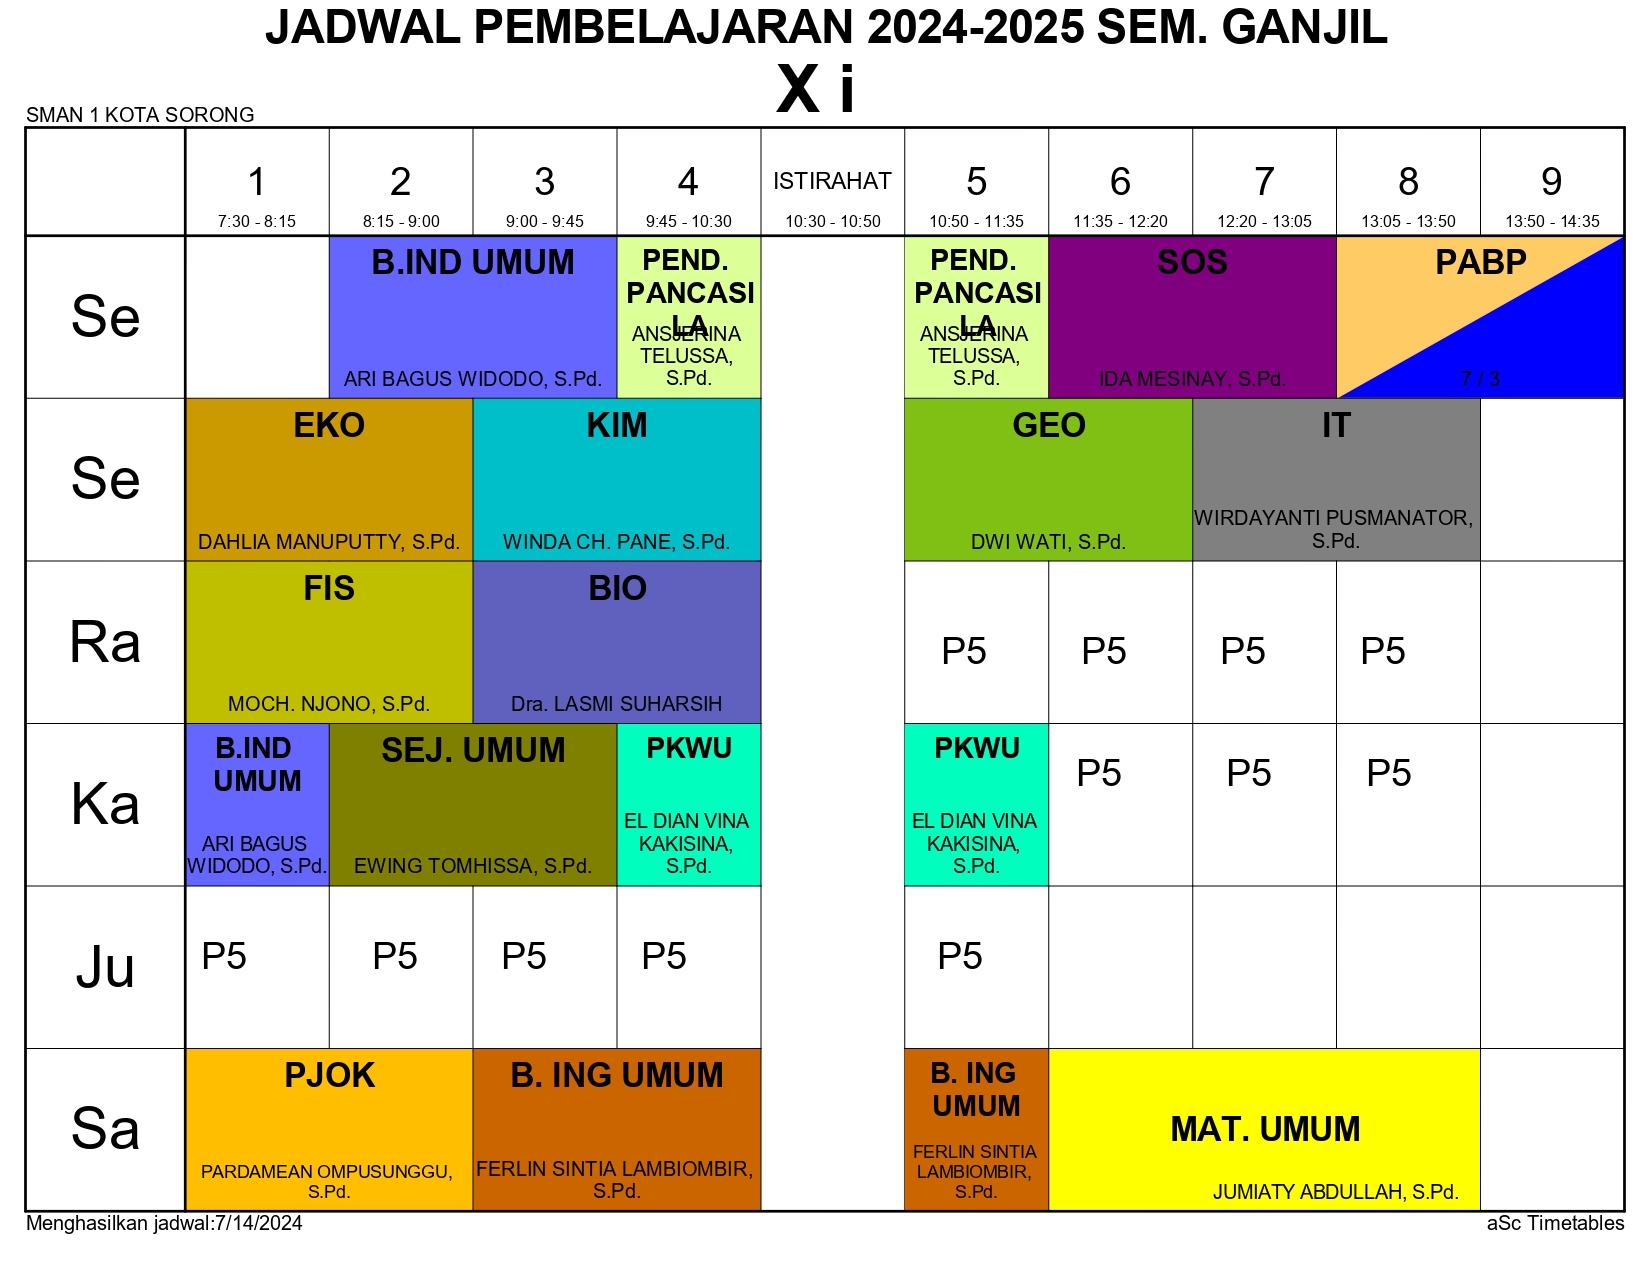 JADWAL PEMBELAJARAN 2024-2025 SEM. GANJIL
X i
SMAN 1 KOTA SORONG
1 2 3 4 ISTIRAHAT 5 6 7 8 9
7:30 - 8:15 8:15 - 9:00 9:00 - 9:45 9:45 - 10:30 10:30 - 10:50 10:50 - 11:35 11:35 - 12:20 12:20 - 13:05 13:05 - 13:50 13:50 - 14:35
Se
B.IND UMUM
ARI BAGUS WIDODO, S.Pd.
PEND.
PANCASI
LA
ANSJERINA
TELUSSA,
S.Pd.
PEND.
PANCASI
LA
ANSJERINA
TELUSSA,
S.Pd.
SOS
IDA MESINAY, S.Pd.
PABP
7 / 3
Se
EKO
DAHLIA MANUPUTTY, S.Pd.
KIM
WINDA CH. PANE, S.Pd.
GEO
DWI WATI, S.Pd.
IT
WIRDAYANTI PUSMANATOR,
S.Pd.
Ra
FIS
MOCH. NJONO, S.Pd.
BIO
Dra. LASMI SUHARSIH
P5 P5 P5 P5
Ka
B.IND
UMUM
ARI BAGUS
WIDODO, S.Pd.
SEJ. UMUM
EWING TOMHISSA, S.Pd.
PKWU
EL DIAN VINA
KAKISINA,
S.Pd.
PKWU
EL DIAN VINA
KAKISINA,
S.Pd.
P5 P5 P5
Ju
P5 P5 P5 P5 P5
Sa
PJOK
PARDAMEAN OMPUSUNGGU,
S.Pd.
B. ING UMUM
FERLIN SINTIA LAMBIOMBIR,
S.Pd.
B. ING
UMUM
FERLIN SINTIA
LAMBIOMBIR,
S.Pd.
MAT. UMUM
JUMIATY ABDULLAH, S.Pd.
Menghasilkan jadwal:7/14/2024
aSc Timetables